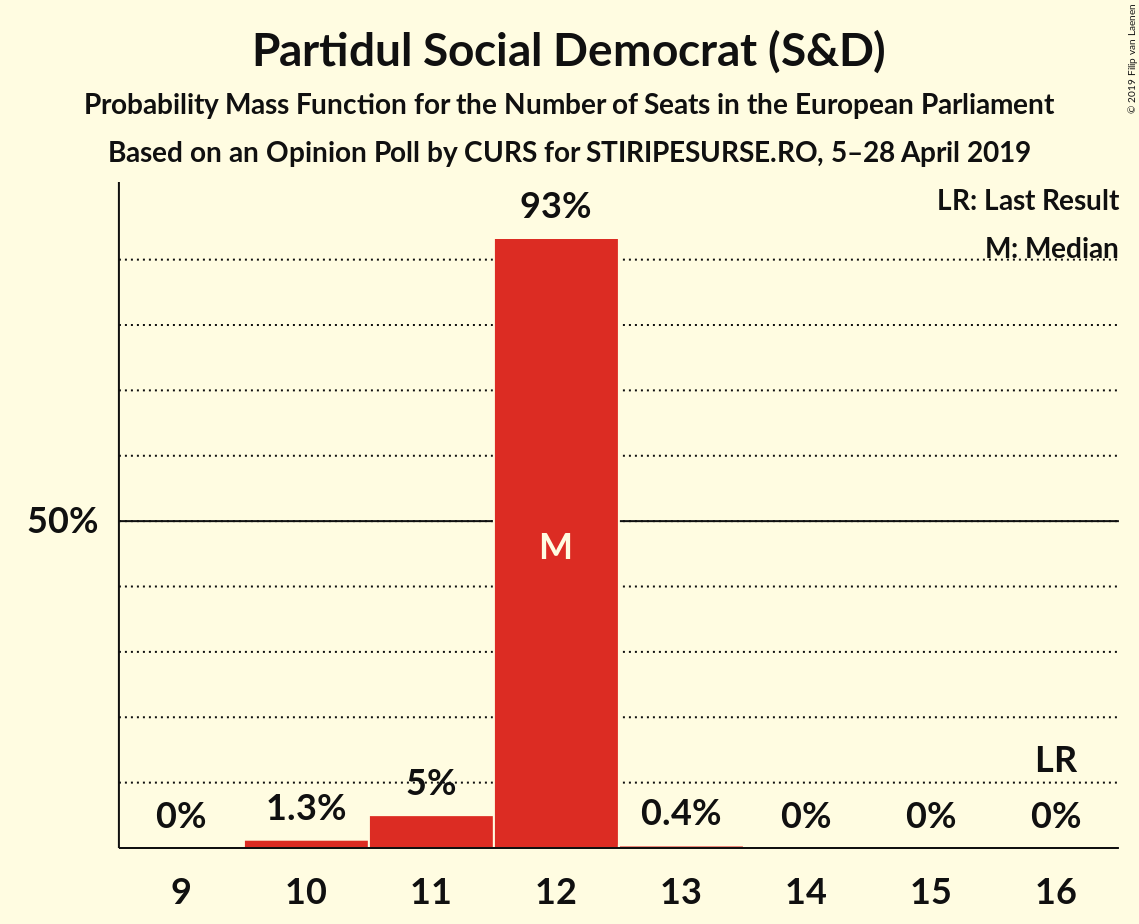 Partidul Social Democrat (S&D)
Probability Mass Function for the Number of Seats in the European Parliament
Based on an Opinion Poll by CURS for STIRIPESURSE.RO, 5–28 April 2019
© 2019 Filip van Laenen
LR: Last Result
M: Median
93%
50%
M
LR
0%
1.3%
5%
0.4%
0%
0%
0%
9
10
11
12
13
14
15
16